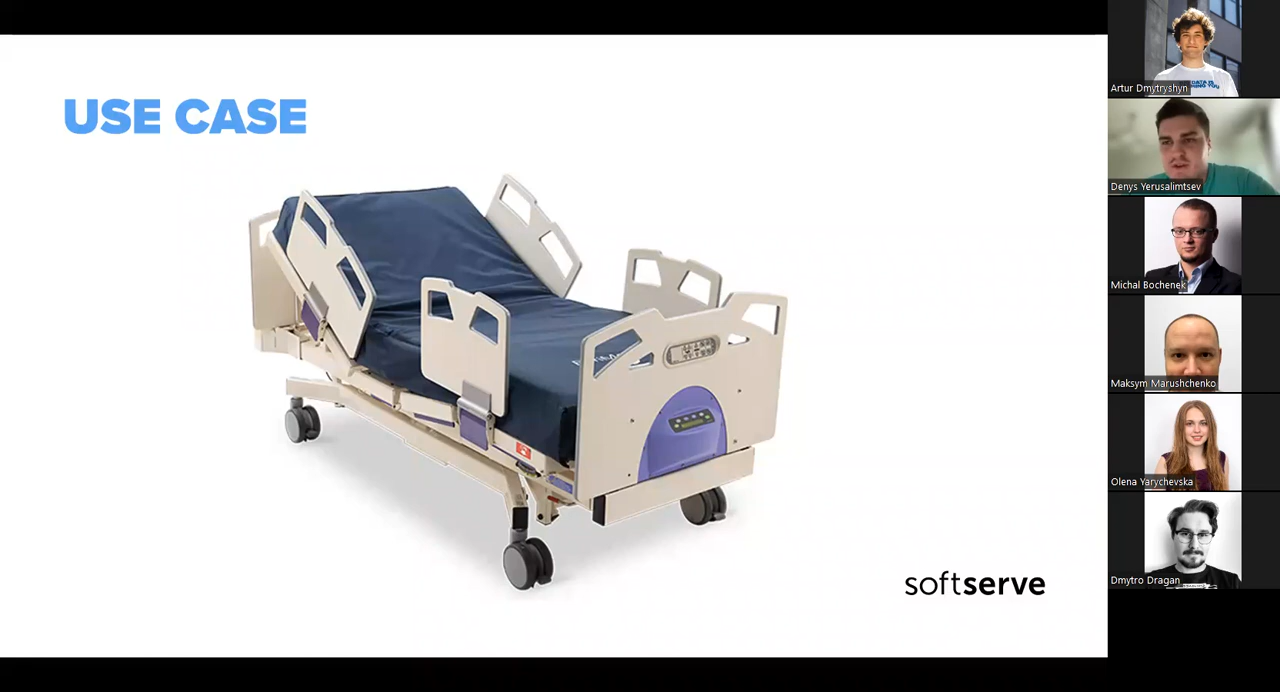 USE CASE
softserve
Artur Dmytryshyn
Denys Yerusalimtsev
Michal Bochenek
Maksym Marushchenko
Olena Yarychevska
Dmytro Dragan